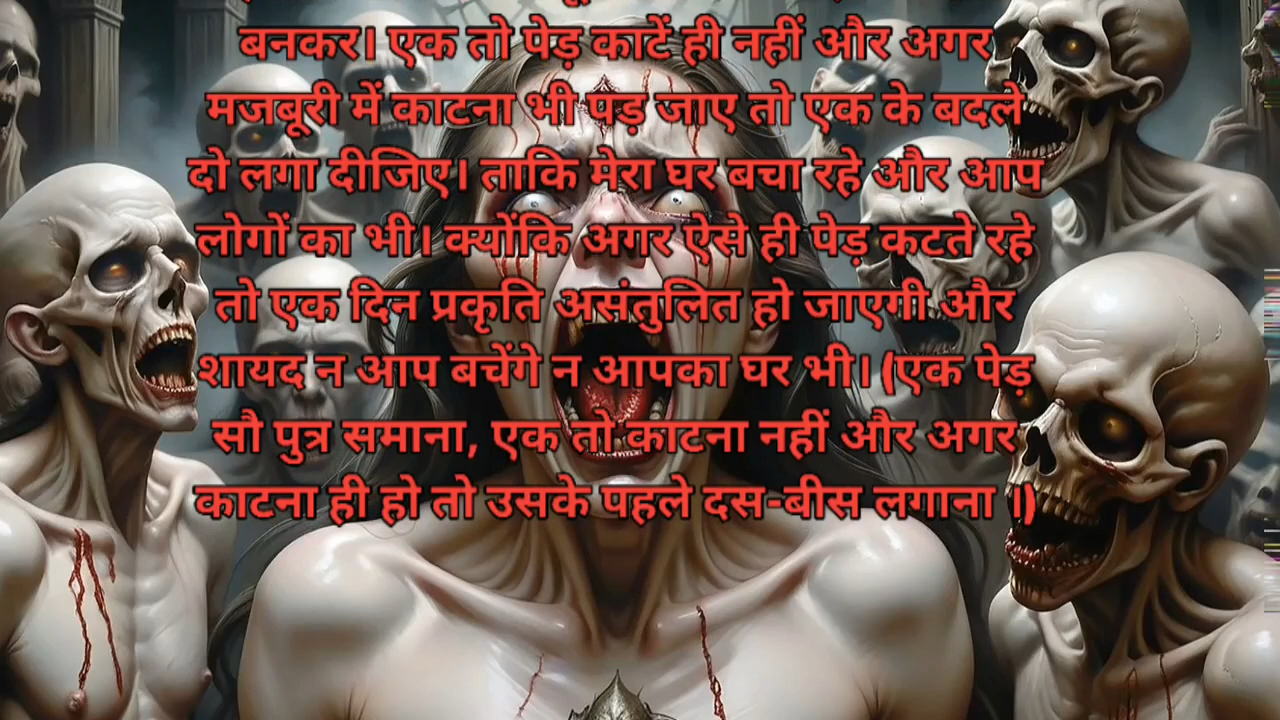 बनकर। एक तो पेड़ काटें ही नहीं और अगर
मजबूरी में काटना भी पड़ जाए तो एक के बदले
दो लगा दीजिए। ताकि मेरा घर बचा रहे और आप
लोगों का भी। क्योंकि अगर ऐसे ही पेड़ कटते रहे
तो एक दिन प्रकृति असंतुलित हो जाएगी और
शायद न आप बचेंगे न आपका घर भी। (एक पेड़
सौ पुत्र समाना, एक तो काटना नहीं और अगर
काटना ही हो तो उसके पहले दस-बीस लगाना ।)